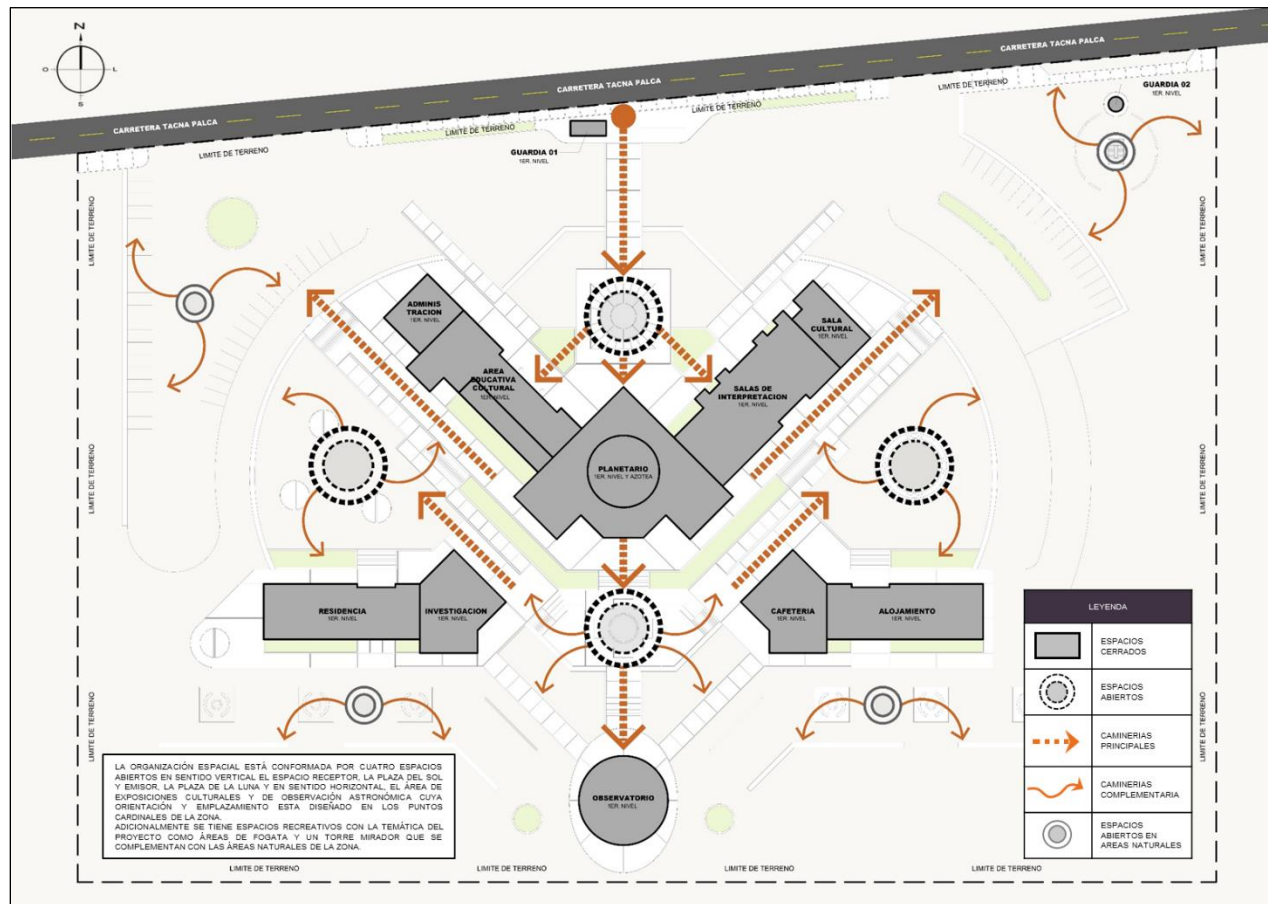 N
O
L
S
CARRETERA TACNA PALCA
CARRETERA TACNA PALCA
CARRETERA TACNA PALCA
LIMITE DE TERRENO
LIMITE DE TERRENO
LIMITE DE TERRENO
LIMITE DE TERRENO
GUARDIA 02
1ER. NIVEL
GUARDIA 01
1ER. NIVEL
LIMITE DE TERRENO
LIMITE DE TERRENO
ADMINIS
TRACION
1ER. NIVEL
SALA
CULTURAL
1ER. NIVEL
AREA
EDUCATIVA
CULTURAL
1ER. NIVEL
SALAS DE
INTERPRETACION
1ER. NIVEL
PLANETARIO
1ER. NIVEL Y AZOTEA
LIMITE DE TERRENO
LIMITE DE TERRENO
RESIDENCIA
1ER. NIVEL
INVESTIGACION
1ER. NIVEL
CAFETERIA
1ER. NIVEL
ALOJAMIENTO
1ER. NIVEL
LEYENDA
ESPACIOS
CERRADOS
ESPACIOS
ABIERTOS
CAMINERIAS
PRINCIPALES
CAMINERIAS
COMPLEMENTARIA
ESPACIOS
ABIERTOS EN
AREAS NATURALES
LIMITE DE TERRENO
LIMITE DE TERRENO
OBSERVATORIO
1ER. NIVEL
LA ORGANIZACIÓN ESPACIAL ESTÁ CONFORMADA POR CUATRO ESPACIOS
ABIERTOS EN SENTIDO VERTICAL EL ESPACIO RECEPTOR, LA PLAZA DEL SOL
Y EMISOR, LA PLAZA DE LA LUNA Y EN SENTIDO HORIZONTAL, EL ÁREA DE
EXPOSICIONES CULTURALES Y DE OBSERVACIÓN ASTRONÓMICA CUYA
ORIENTACIÓN Y EMPLAZAMIENTO ESTA DISEÑADO EN LOS PUNTOS
CARDINALES DE LA ZONA.
ADICIONALMENTE SE TIENE ESPACIOS RECREATIVOS CON LA TEMÁTICA DEL
PROYECTO COMO ÁREAS DE FOGATA Y UN TORRE MIRADOR QUE SE
COMPLEMENTAN CON LAS ÁREAS NATURALES DE LA ZONA.
LIMITE DE TERRENO
LIMITE DE TERRENO
LIMITE DE TERRENO
LIMITE DE TERRENO